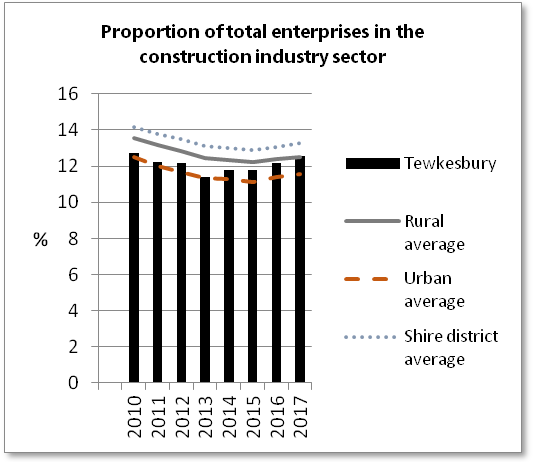 Proportion of total enterprises in the
construction industry sector
16
14
12
10
8
6
4
2
0
%
2010
2011
2012
2013
2014
2015
2016
2017
Tewkesbury
Rural
average
Urban
average
Shire district
average